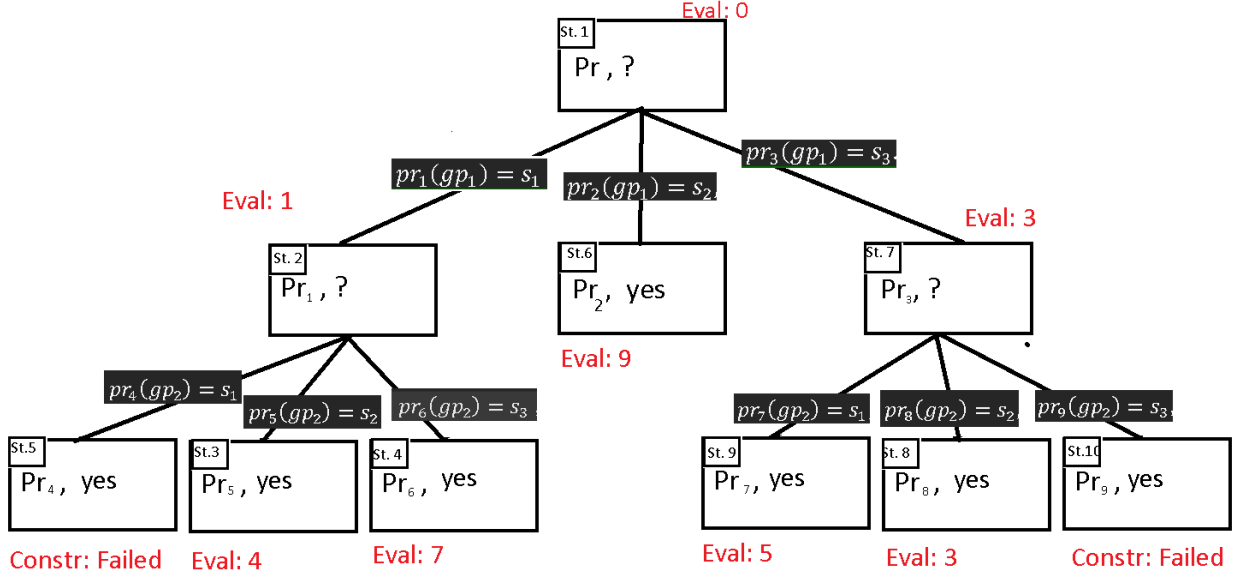 Eval: 0
St. 1
Pr , ?
pr₁(gp₁) = s₁
pr₂(gp₁) = s₂,
pr₃(gp₁) = s₃.
Eval: 1
Eval: 3
St. 2
Pr₁ , ?
St.6
Pr₂, yes
St. 7
Pr₃, ?
Eval: 9
pr₄(gp₂) = s₁
pr₅(gp₂) = s₂
pr₆(gp₂) = s₃,
pr₇(gp₂) = s₁,
pr₈(gp₂) = s₂,
pr₉(gp₂) = s₃,
St.5
Pr₄, yes
St.3
Pr₅, yes
St. 4
Pr₆, yes
St. 9
Pr₇, yes
St. 8
Pr₈, yes
St.10
Pr₉, yes
Constr: Failed
Eval: 4
Eval: 7
Eval: 5
Eval: 3
Constr: Failed